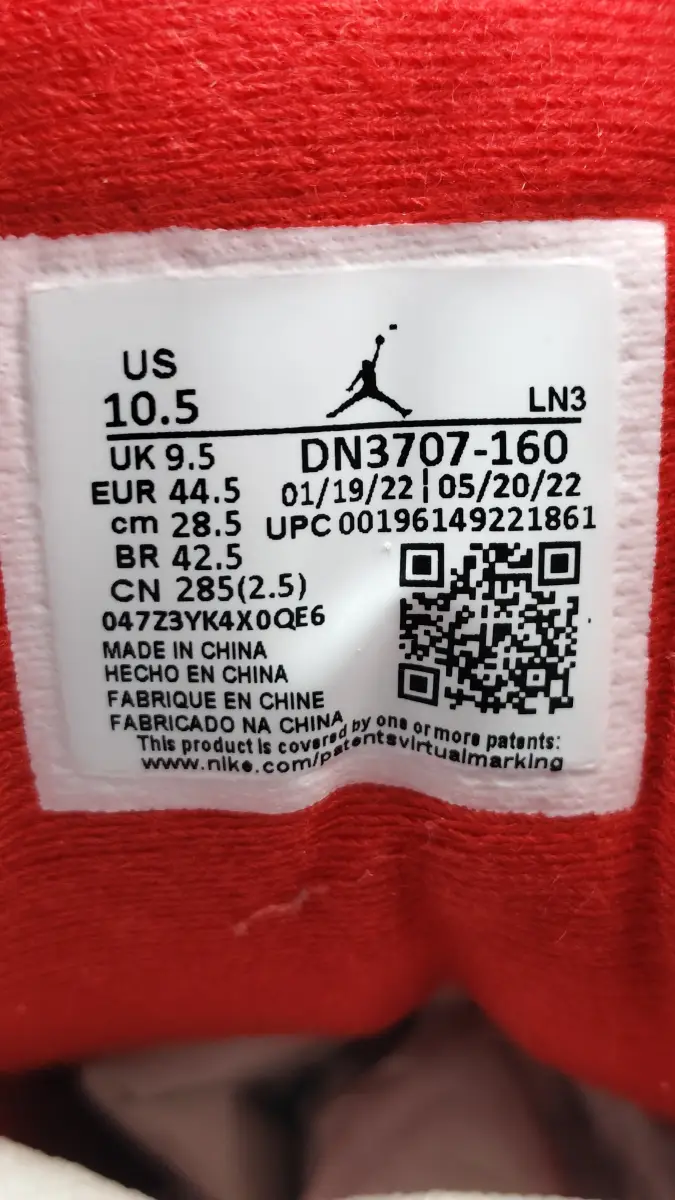 US
10.5
LN3
UK 9.5
DN3707-160
EUR 44.5
01/19/22 | 05/20/22
cm 28.5
UPC 00196149221861
BR 42.5
CN 285(2.5)
047Z3YK4X0QE6
MADE IN CHINA
HECHO EN CHINA
FABRIQUE EN CHINE
FABRICADO NA CHINA
This product is covered by one or more patents:
www.nike.com/patentsvirtualmarking